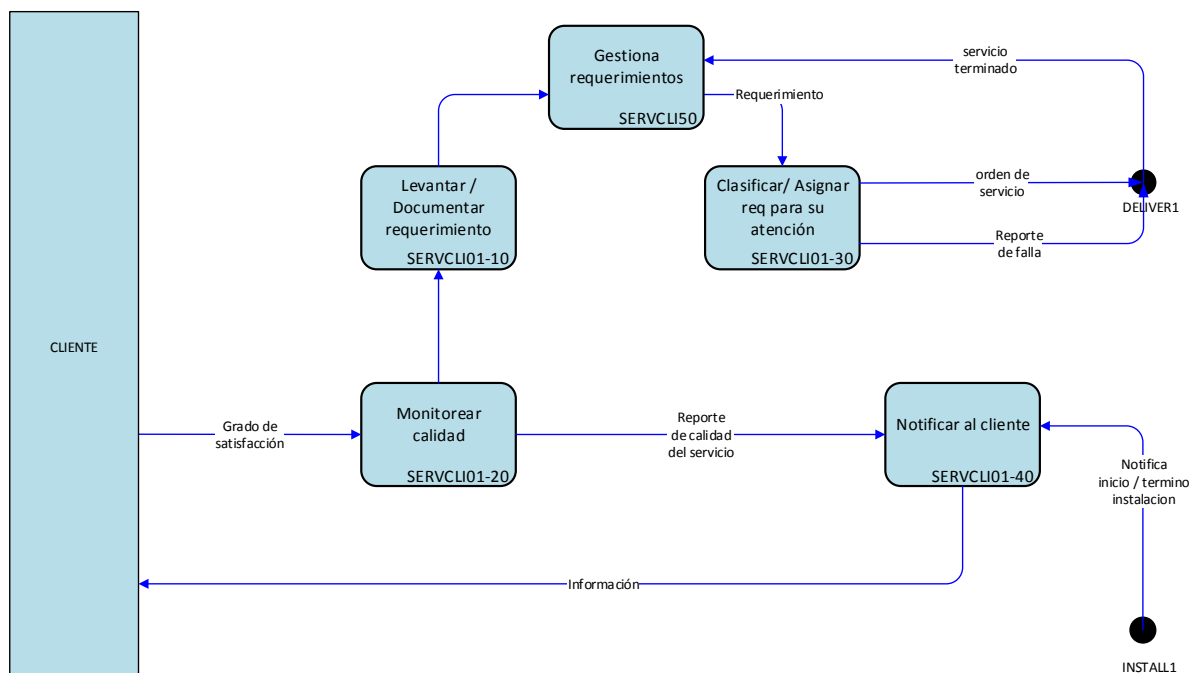 Gestiona
requerimientos
SERVCLI50
servicio
terminado
Requerimiento
Levantar /
Documentar
requerimiento
SERVCLI01-10
Clasificar/ Asignar
req para su
atención
SERVCLI01-30
orden de
servicio
DELIVER1
Reporte
de falla
CLIENTE
Grado de
satisfacción
Monitorear
calidad
SERVCLI01-20
Reporte
de calidad
del servicio
Notificar al cliente
SERVCLI01-40
Notifica
inicio / termino
instalacion
Información
INSTALL1